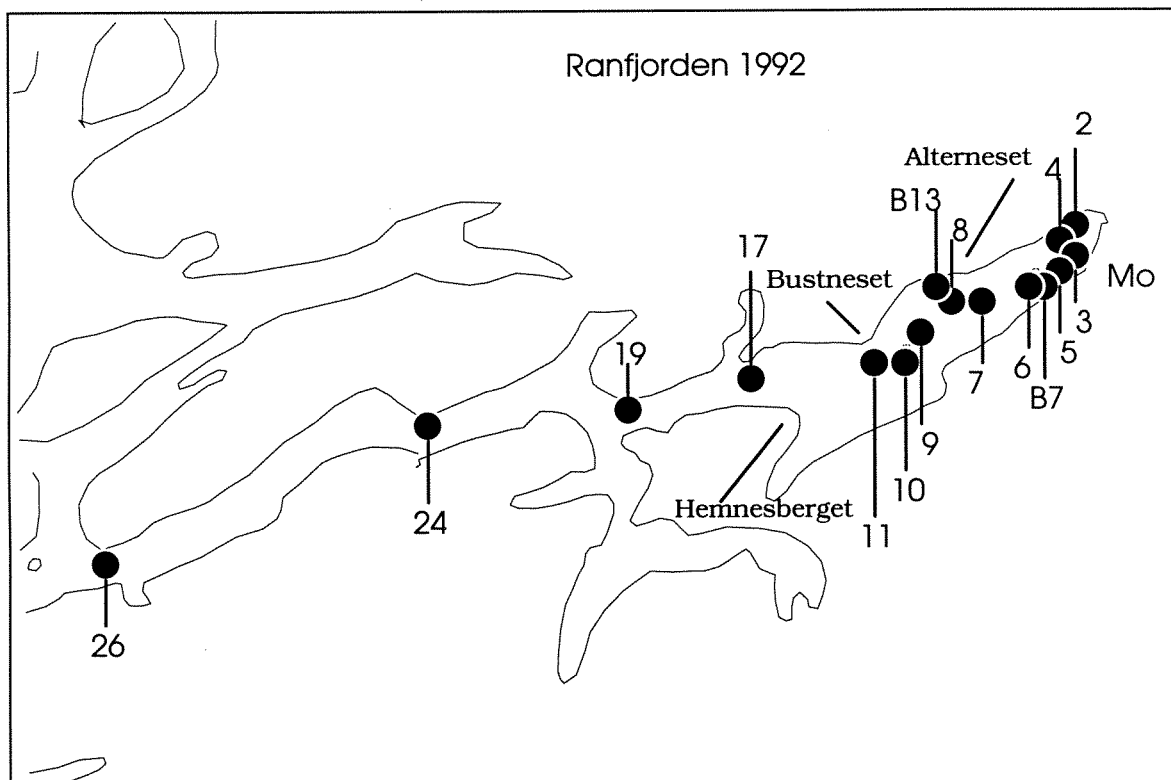 Ranfjorden 1992
2
Alterneset
4
B13
8
17
Mo
Bustneset
3
19
5
6
7
B7
9
10
Hemnesberget
24
11
26